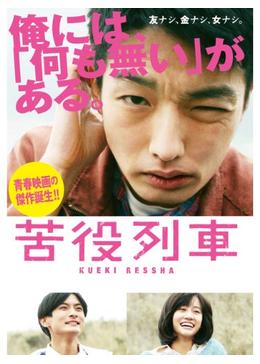 俺には、
「何も無い」が
ある。
友ナシ、金ナシ、女ナシ。
青春映画の
傑作誕生!!
苦役列車
KUEKI RESSHA